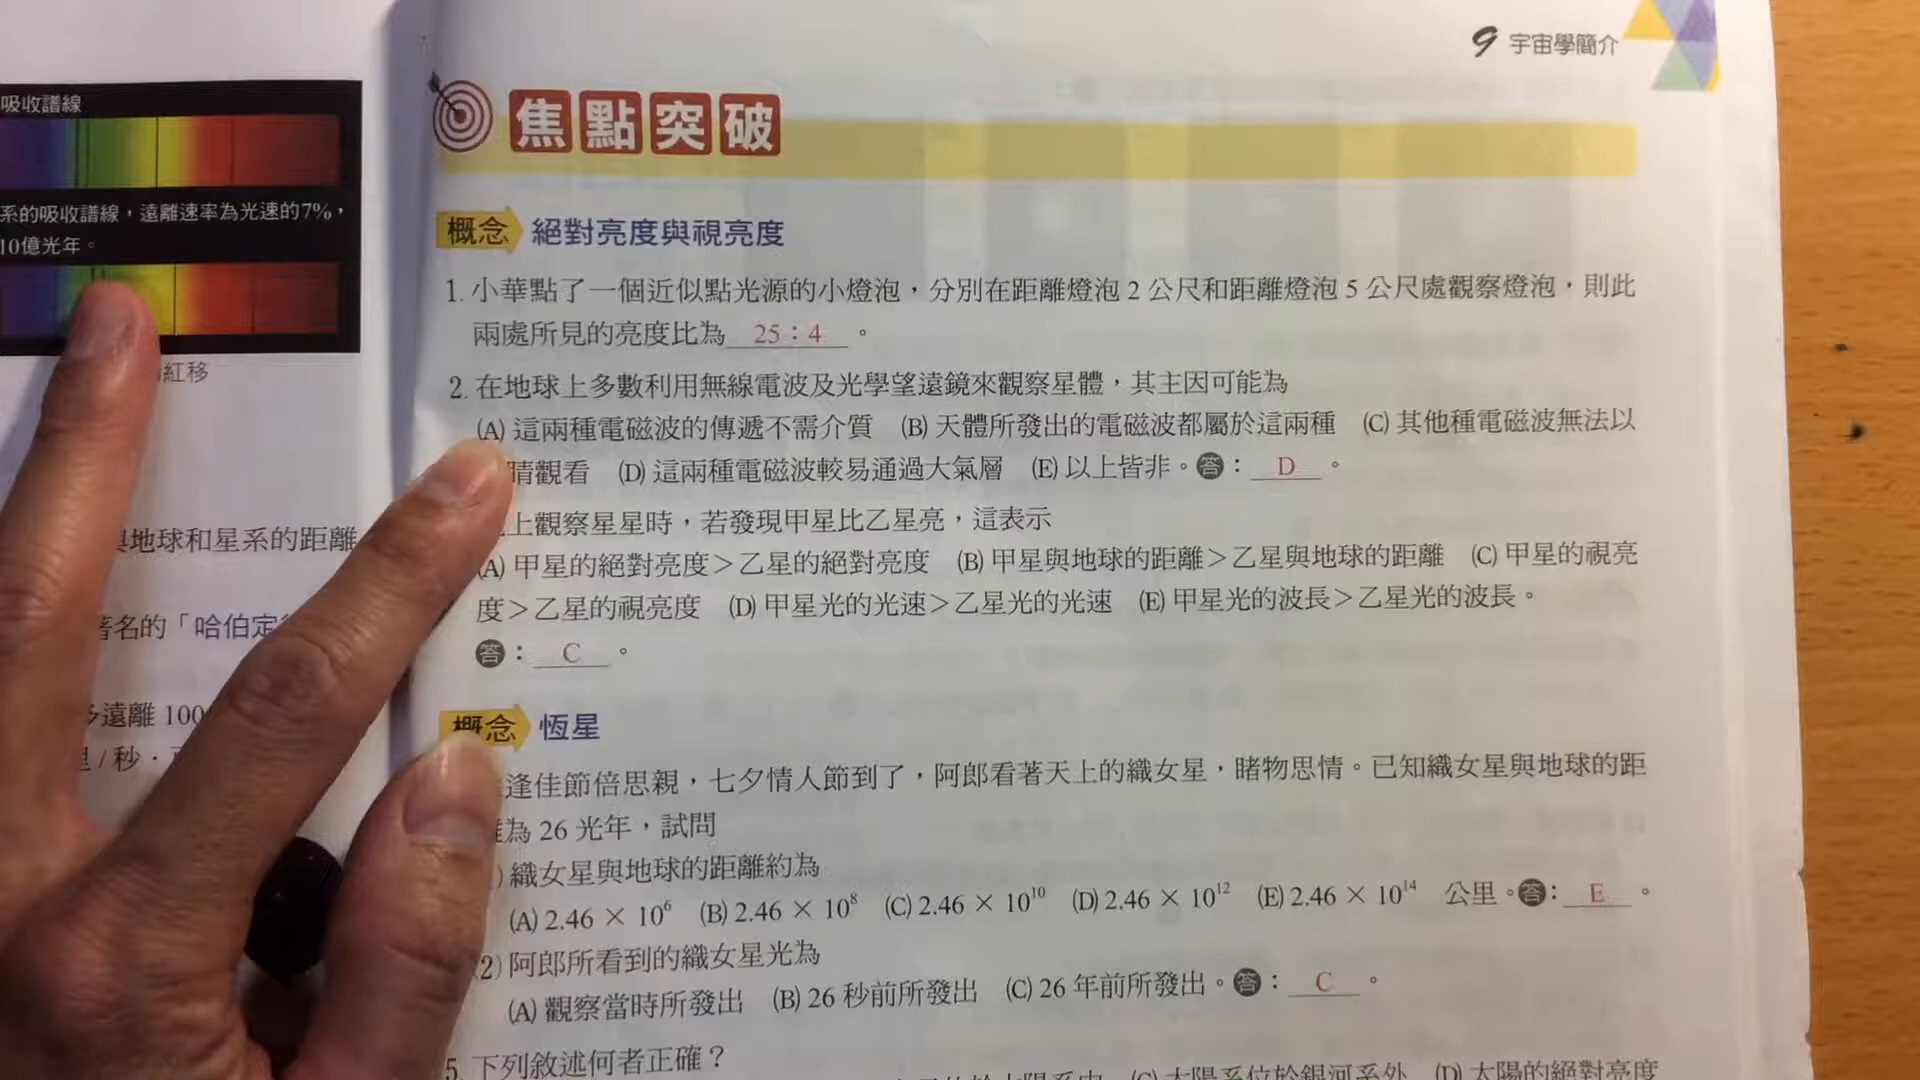 吸收譜線
系的吸收譜線，遠離速率為光速的7%，
10億光年。
紅移
與地球和星系的距離
著名的「哈伯定
多遠離 100
里/秒．
9 宇宙學簡介
焦點突破
概念 絕對亮度與視亮度
1. 小華點了一個近似點光源的小燈泡，分別在距離燈泡 2 公尺和距離燈泡 5 公尺處觀察燈泡，則此
兩處所見的亮度比為 25：4 。
2. 在地球上多數利用無線電波及光學望遠鏡來觀察星體，其主因可能為
(A) 這兩種電磁波的傳遞不需介質 (B) 天體所發出的電磁波都屬於這兩種 (C) 其他種電磁波無法以
睛觀看 (D) 這兩種電磁波較易通過大氣層 (E) 以上皆非。答： D 。
上觀察星星時，若發現甲星比乙星亮，這表示
(A) 甲星的絕對亮度＞乙星的絕對亮度 (B) 甲星與地球的距離＞乙星與地球的距離 (C) 甲星的視亮
度＞乙星的視亮度 (D) 甲星光的光速＞乙星光的光速 (E) 甲星光的波長＞乙星光的波長。
答： C 。
概念 恆星
逢佳節倍思親，七夕情人節到了，阿郎看著天上的織女星，睹物思情。已知織女星與地球的距
離為 26 光年，試問
) 織女星與地球的距離約為
(A) 2.46 × 10⁶ (B) 2.46 × 10⁸ (C) 2.46 × 10¹⁰ (D) 2.46 × 10¹² (E) 2.46 × 10¹⁴ 公里。答： E 。
(2) 阿郎所看到的織女星光為
(A) 觀察當時所發出 (B) 26 秒前所發出 (C) 26 年前所發出。答： C 。
5. 下列敘述何者正確？
(C) 太陽系位於銀河系外 (D) 太陽的絕對亮度